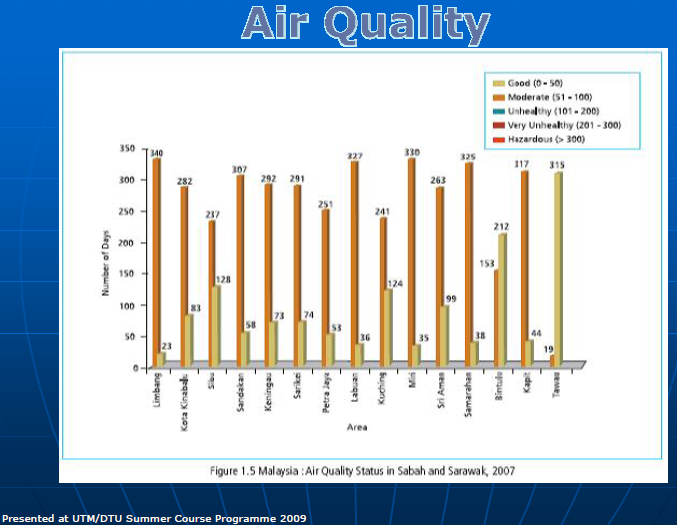 Air Quality
Good (0 - 50)
Moderate (51 - 100)
Unhealthy (101 - 200)
Very Unhealthy (201 - 300)
Hazardous (> 300)
Number of Days
350
300
250
200
150
100
50
0
340
23
282
83
237
128
307
58
292
73
291
74
251
53
327
36
241
124
330
35
263
99
325
38
153
212
317
44
19
315
Limbang
Kota Kinabalu
Sibu
Sandakan
Keningau
Sarikei
Petra Jaya
Labuan
Kuching
Miri
Sri Aman
Samarahan
Bintulu
Kapit
Tawau
Area
Figure 1.5 Malaysia : Air Quality Status in Sabah and Sarawak, 2007
Presented at UTM/DTU Summer Course Programme 2009